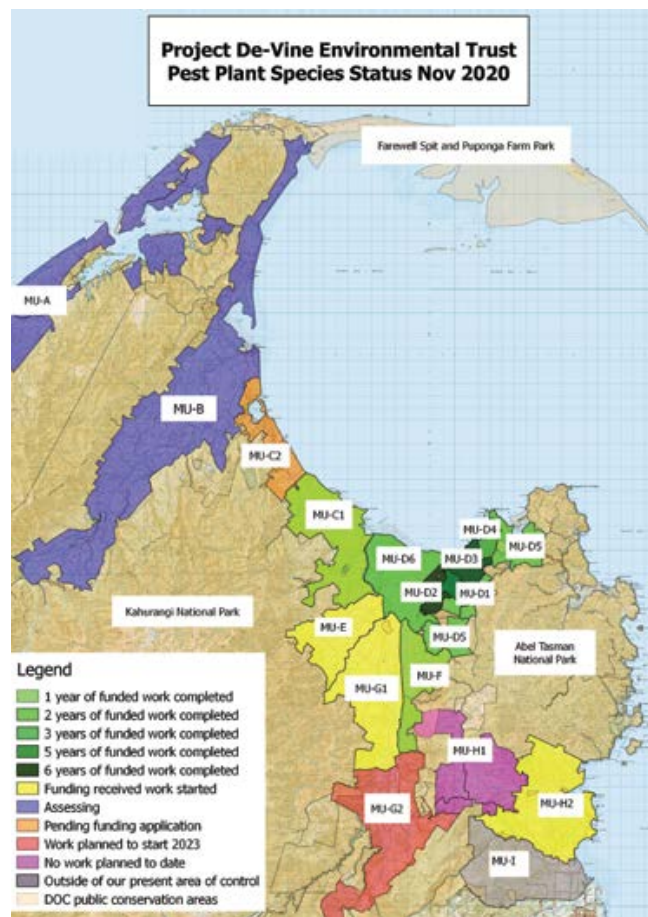 Project De-Vine Environmental Trust
Pest Plant Species Status Nov 2020
Farewell Spit and Puponga Farm Park
MU-A
MU-B
MU-C2
MU-C1
MU-D4
MU-D6
MU-D3
MU-D5
MU-D2
MU-D1
Kahurangi National Park
MU-E
MU-D5
Abel Tasman
National Park
MU-F
MU-G1
MU-H1
MU-G2
MU-H2
MU-I
Legend
1 year of funded work completed
2 years of funded work completed
3 years of funded work completed
5 years of funded work completed
6 years of funded work completed
Funding received work started
Assessing
Pending funding application
Work planned to start 2023
No work planned to date
Outside of our present area of control
DOC public conservation areas